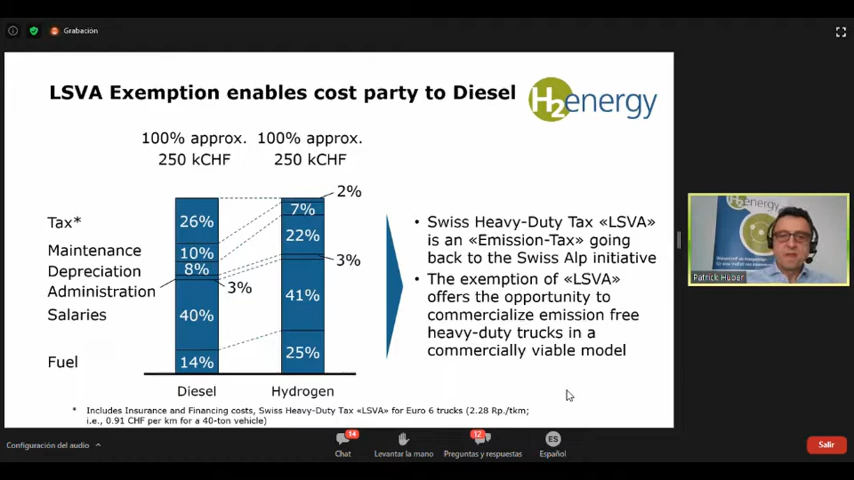 Grabación
LSVA Exemption enables cost party to Diesel
H2energy
100% approx.
250 kCHF
100% approx.
250 kCHF
Tax*
Maintenance
Depreciation
Administration
Salaries
Fuel
26%
10%
8%
3%
40%
14%
2%
7%
22%
3%
41%
25%
Diesel
Hydrogen
• Swiss Heavy-Duty Tax «LSVA»
is an «Emission-Tax» going
back to the Swiss Alp initiative
• The exemption of «LSVA»
offers the opportunity to
commercialize emission free
heavy-duty trucks in a
commercially viable model
* Includes Insurance and Financing costs, Swiss Heavy-Duty Tax «LSVA» for Euro 6 trucks (2.28 Rp./tkm;
i.e., 0.91 CHF per km for a 40-ton vehicle)
energy
Patrick Huber
Configuración del audio
14
Chat
Levantar la mano
12
Preguntas y respuestas
ES
Español
Salir